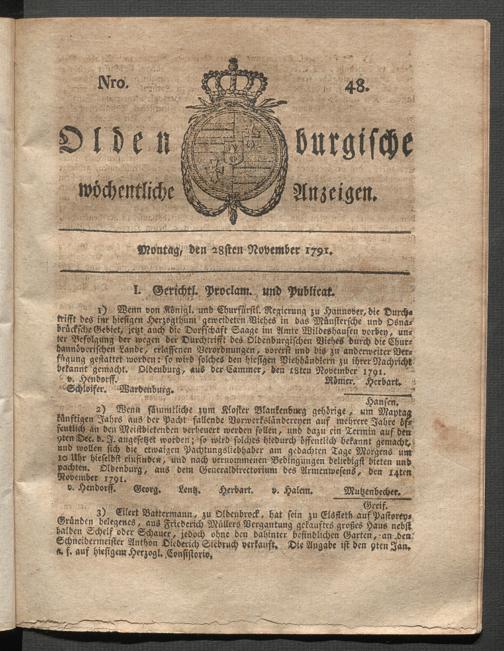 Nro. 48.
Olden burgische
wöchentliche Anzeigen.
Montag, den 28sten November 1791.
I. Gerichtl. Proclam. und Publicat.
1) Wenn von Königl. und Churfürstl. Regierung zu Hannover, die Durch-
trifft des im hiesigen Herzogthum geweideten Viehes in das Münstersche und Osna-
brücksche Gebiet, jetzt auch die Dorfschaft Saage im Amte Wildeshausen vorbey, un-
ter Befolgung der wegen der Durchtrifft des Oldenburgischen Viehes durch die Chur-
hannöverischen Lande, erlassenen Verordnungen, vorerst und bis zu anderweiter Ver-
fügung gestattet worden; so wird solches den hiesigen Viehhändlern zu ihrer Nachricht
bekannt gemacht. Oldenburg, aus der Cammer, den 18ten November 1791.
v. Hendorff. Römer. Herbart.
Schloifer. Wardenburg.
Hansen.
2) Wenn säumtliche zum Kloster Blankenburg gehörige, um Maytag
künftigen Jahrs aus der Pacht fallende Vorwerksländereyen auf mehrere Jahre öf-
fentlich an den Meistbietenden verheuert werden sollen, und dazu ein Termin auf den
9ten Dec. d. J. angesetzt worden; so wird solches hiedurch öffentlich bekannt gemacht,
und wollen sich die etwaigen Pachtungsliebhaber am gedachten Tage Morgens um
10 Uhr hieselbst einfinden, und nach vernommenen Bedingungen beliebigst bieten und
pachten. Oldenburg, aus dem Generaldirectorium des Armenwesens, den 14ten
November 1791.
v. Hendorff. Georg. Lentz. Herbart. v. Halem. Mutzenbecher.
Greif.
3) Eilert Battermann, zu Oldenbrock, hat sein zu Elsfleth auf Pastorey-
Gründen belegenes, aus Friederich Müllers Vergantung gekauftes großes Haus nebst
halben Schelf oder Schauer, jedoch ohne den dahinter befindlichen Garten, an den
Schneidermeister Anthon Diederich Siebruch verkauft. Die Angabe ist den 9ten Jan.
a. f. auf hiesigem Herzogl. Consistorio.